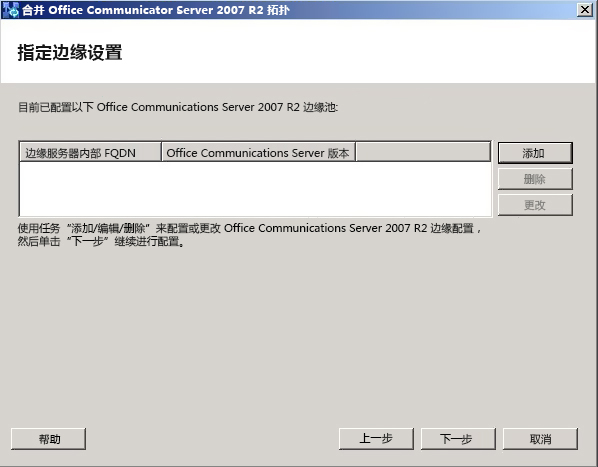 合并 Office Communicator Server 2007 R2 拓扑
指定边缘设置
目前已配置以下 Office Communications Server 2007 R2 边缘池:
边缘服务器内部 FQDN
Office Communications Server 版本
添加
删除
更改
使用任务“添加/编辑/删除”来配置或更改 Office Communications Server 2007 R2 边缘配置，
然后单击“下一步”继续进行配置。
帮助
上一步
下一步
取消